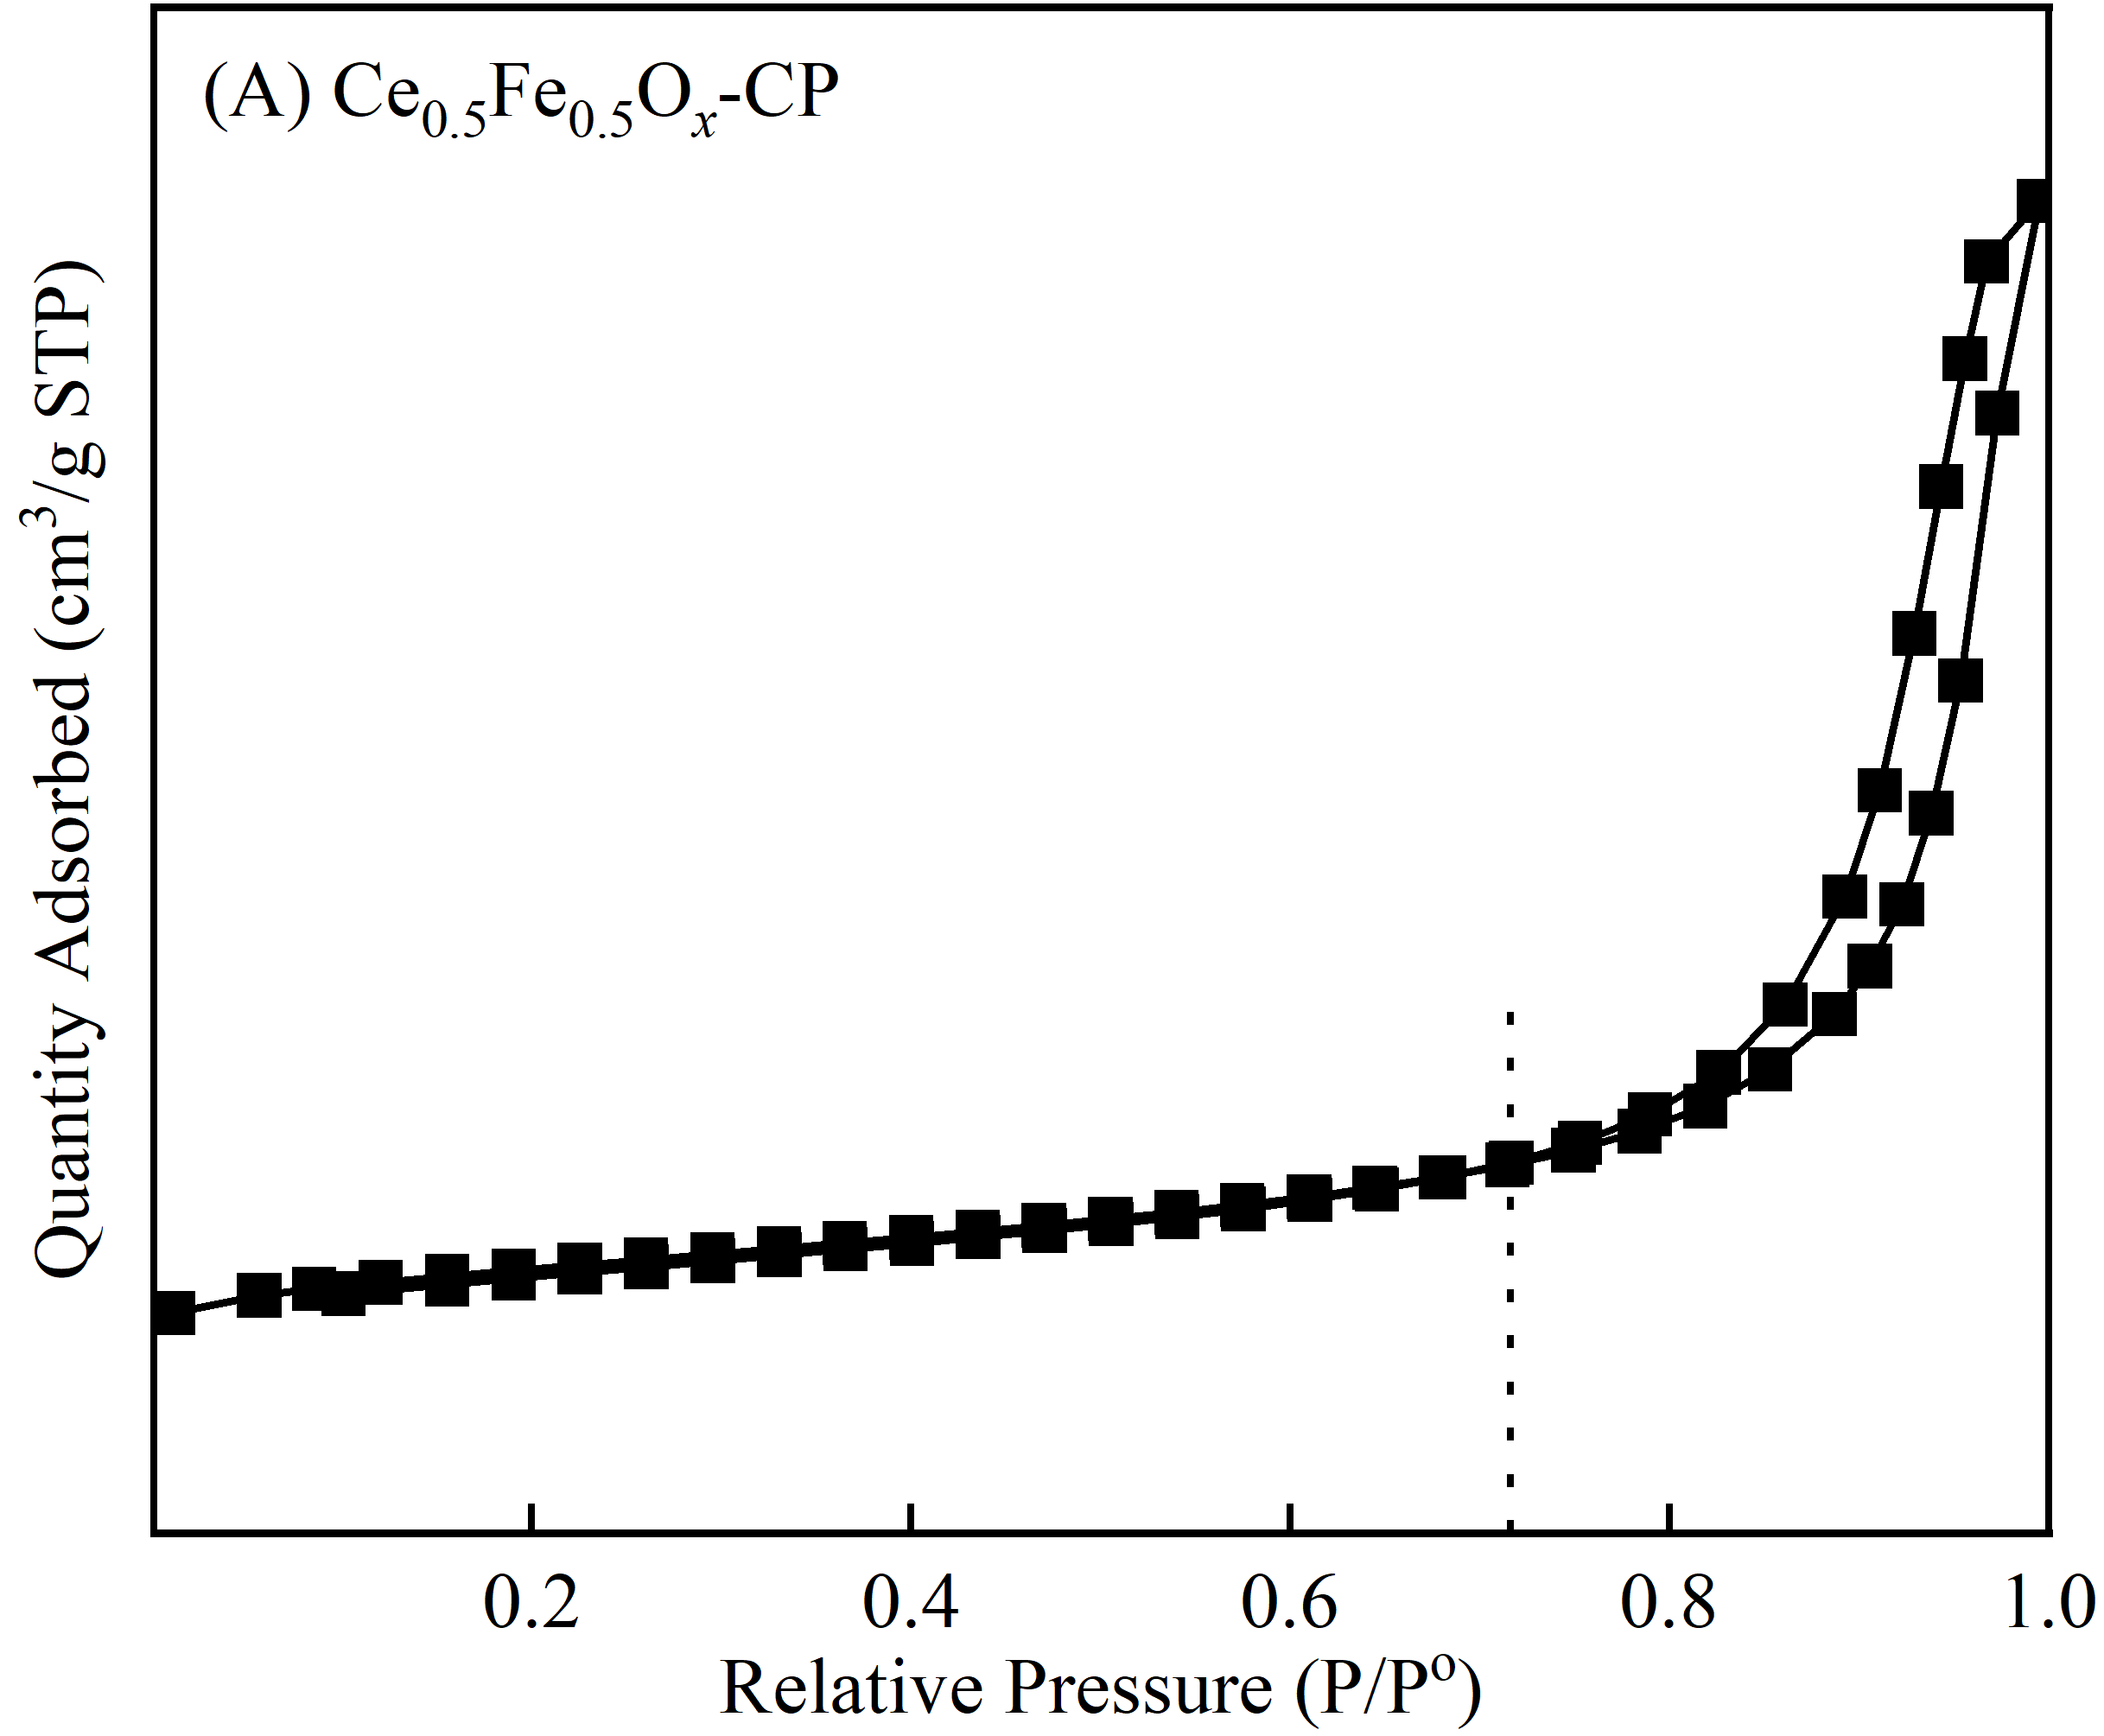 (A) Ce₀.₅Fe₀.₅Oₓ-CP
Quantity Adsorbed (cm³/g STP)
0.2 0.4 0.6 0.8 1.0
Relative Pressure (P/Pᵒ)